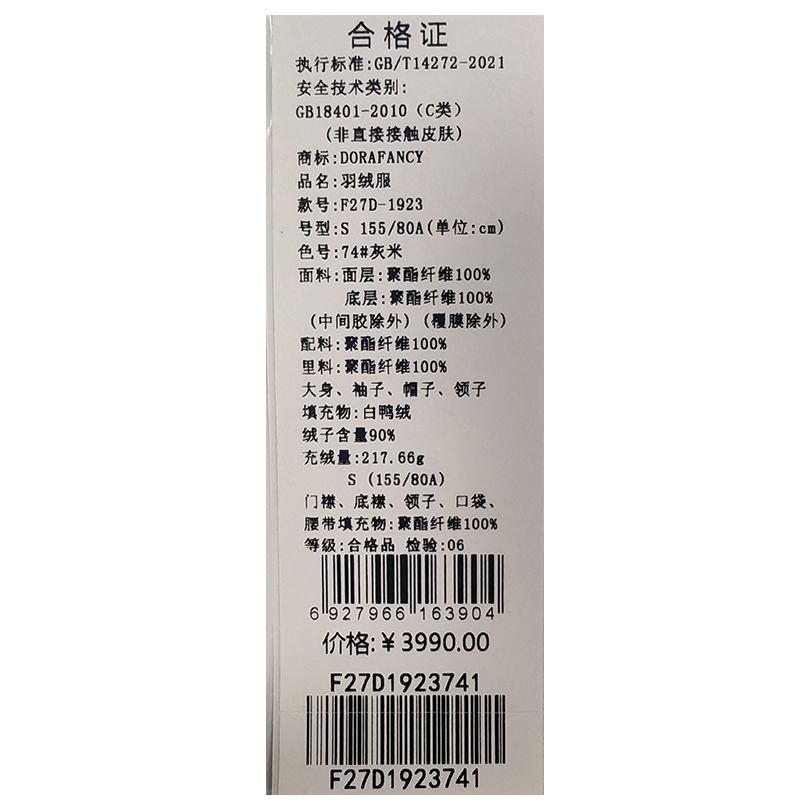 合格证
执行标准:GB/T14272-2021
安全技术类别:
GB18401-2010（C类）
(非直接接触皮肤)
商标:DORAFANCY
品名:羽绒服
款号:F27D-1923
号型:S 155/80A(单位:cm)
色号:74#灰米
面料:面层:聚酯纤维100%
底层:聚酯纤维100%
(中间胶除外)(覆膜除外)
配料:聚酯纤维100%
里料:聚酯纤维100%
大身、袖子、帽子、领子
填充物:白鸭绒
绒子含量90%
充绒量:217.66g
S (155/80A)
门襟、底襟、领子、口袋、
腰带填充物:聚酯纤维100%
等级:合格品 检验:06
6 927966 163904
价格:¥3990.00
F27D1923741
F27D1923741